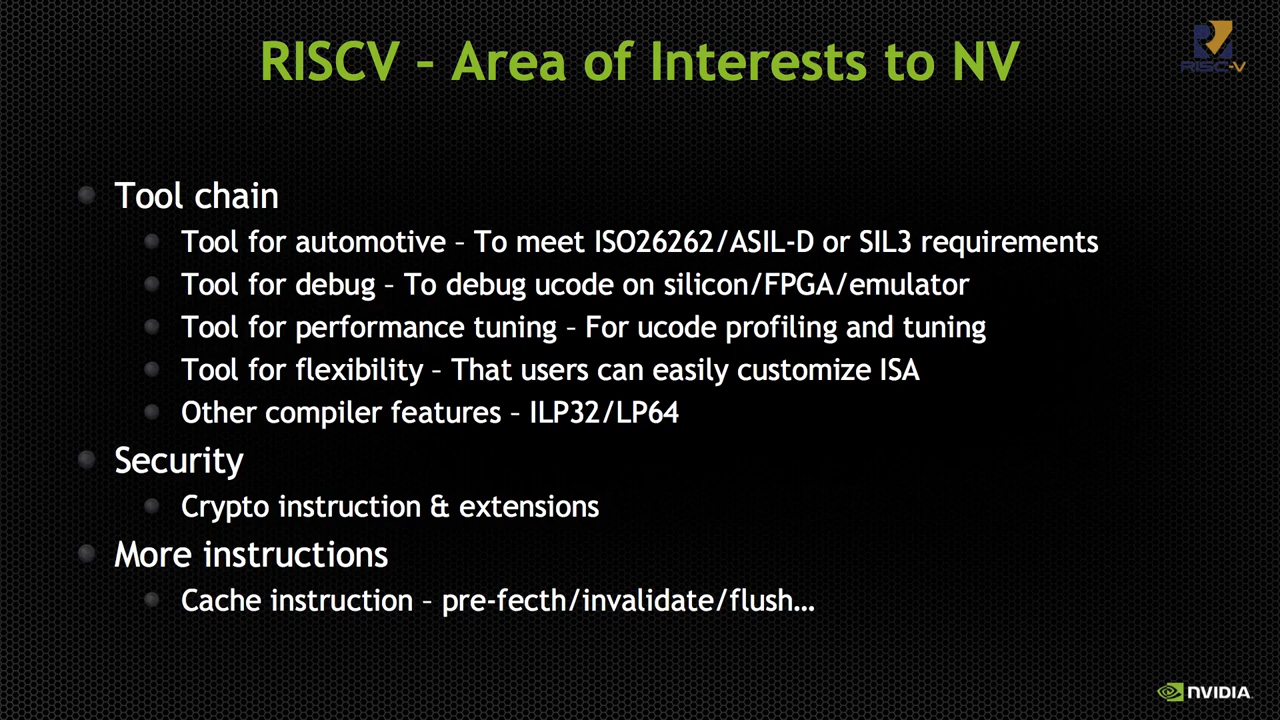 RISCV – Area of Interests to NV
RISC-V
Tool chain
Tool for automotive – To meet ISO26262/ASIL-D or SIL3 requirements
Tool for debug – To debug ucode on silicon/FPGA/emulator
Tool for performance tuning – For ucode profiling and tuning
Tool for flexibility – That users can easily customize ISA
Other compiler features – ILP32/LP64
Security
Crypto instruction & extensions
More instructions
Cache instruction – pre-fecth/invalidate/flush…
NVIDIA.